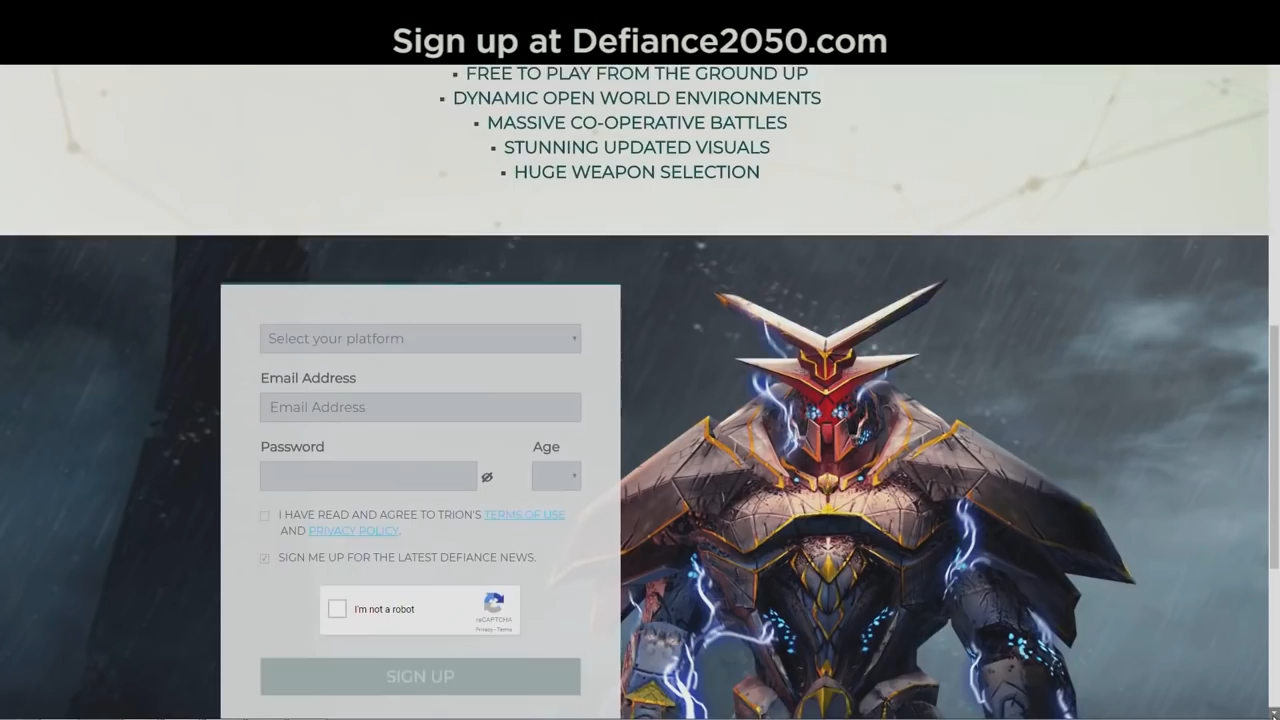 Sign up at Defiance2050.com
▪ FREE TO PLAY FROM THE GROUND UP
▪ DYNAMIC OPEN WORLD ENVIRONMENTS
▪ MASSIVE CO-OPERATIVE BATTLES
▪ STUNNING UPDATED VISUALS
▪ HUGE WEAPON SELECTION
Select your platform
Email Address
Email Address
Password Age
I HAVE READ AND AGREE TO TRION'S TERMS OF USE
AND PRIVACY POLICY.
SIGN ME UP FOR THE LATEST DEFIANCE NEWS.
I'm not a robot
reCAPTCHA
Privacy - Terms
SIGN UP